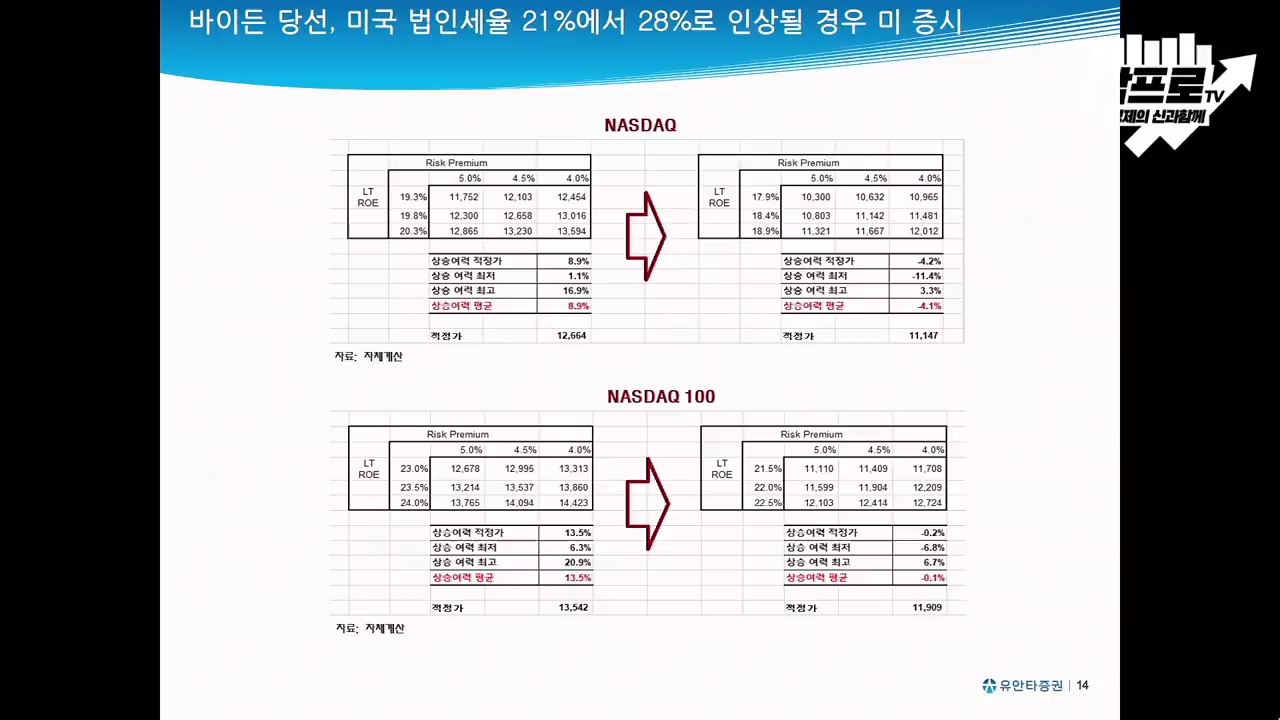 바이든 당선, 미국 법인세율 21%에서 28%로 인상될 경우 미 증시
프로TV
경제의 신과함께
NASDAQ
Risk Premium
5.0% 4.5% 4.0%
LT ROE
19.3% 11,752 12,103 12,454
19.8% 12,300 12,658 13,016
20.3% 12,865 13,230 13,594
상승여력 적정가 8.9%
상승 여력 최저 1.1%
상승 여력 최고 16.9%
상승여력 평균 8.9%
적정가 12,664
Risk Premium
5.0% 4.5% 4.0%
LT ROE
17.9% 10,300 10,632 10,965
18.4% 10,803 11,142 11,481
18.9% 11,321 11,667 12,012
상승여력 적정가 -4.2%
상승 여력 최저 -11.4%
상승 여력 최고 3.3%
상승여력 평균 -4.1%
적정가 11,147
자료: 자체계산
NASDAQ 100
Risk Premium
5.0% 4.5% 4.0%
LT ROE
23.0% 12,678 12,995 13,313
23.5% 13,214 13,537 13,860
24.0% 13,765 14,094 14,423
상승여력 적정가 13.5%
상승 여력 최저 6.3%
상승 여력 최고 20.9%
상승여력 평균 13.5%
적정가 13,542
Risk Premium
5.0% 4.5% 4.0%
LT ROE
21.5% 11,110 11,409 11,708
22.0% 11,599 11,904 12,209
22.5% 12,103 12,414 12,724
상승여력 적정가 -0.2%
상승 여력 최저 -6.8%
상승 여력 최고 6.7%
상승여력 평균 -0.1%
적정가 11,909
자료: 자체계산
유안타증권 | 14